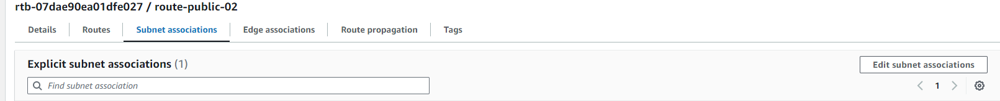 rtb-07dae90ea01dfe027 / route-public-02
Details Routes Subnet associations Edge associations Route propagation Tags
Explicit subnet associations (1)
Edit subnet associations
Find subnet association
1